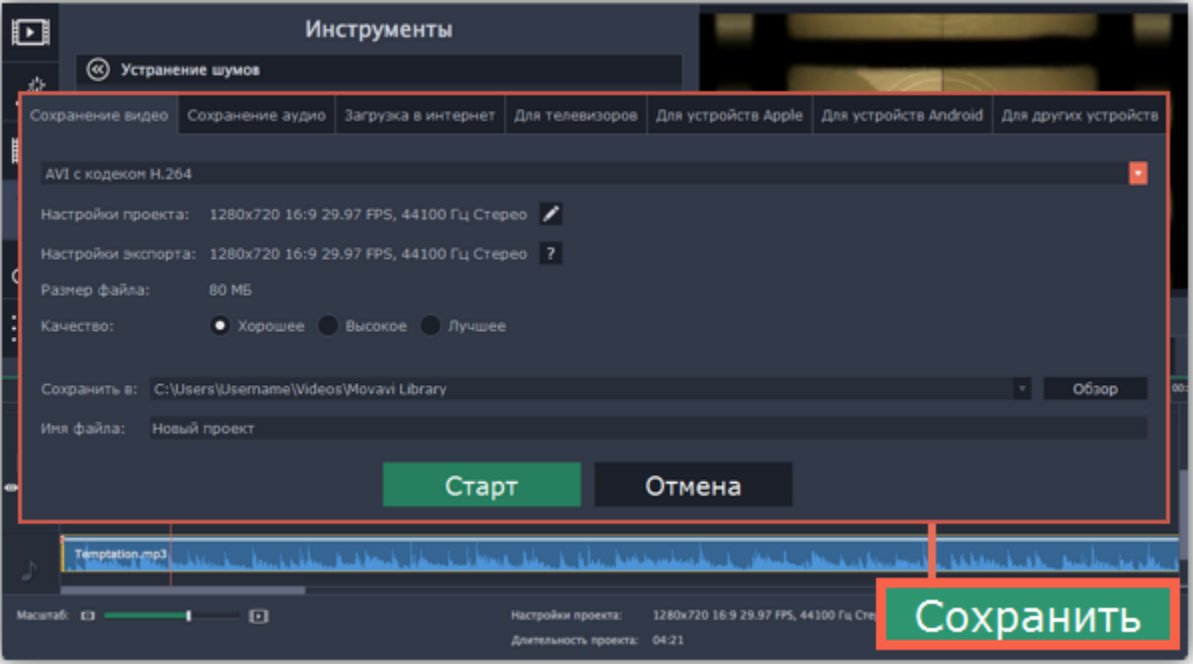 Инструменты
Устранение шумов
Сохранение видео Сохранение аудио Загрузка в интернет Для телевизоров Для устройств Apple Для устройств Android Для других устройств
AVI с кодеком H.264
Настройки проекта: 1280x720 16:9 29.97 FPS, 44100 Гц Стерео
Настройки экспорта: 1280x720 16:9 29.97 FPS, 44100 Гц Стерео ?
Размер файла: 80 МБ
Качество: Хорошее Высокое Лучшее
Сохранить в: C:\Users\Username\Videos\Movavi Library Обзор 00:
Имя файла: Новый проект
Старт Отмена
Temptation.mp3
Масштаб: Настройки проекта: 1280x720 16:9 29.97 FPS, 44100 Гц Сте
Длительность проекта: 04:21
Сохранить